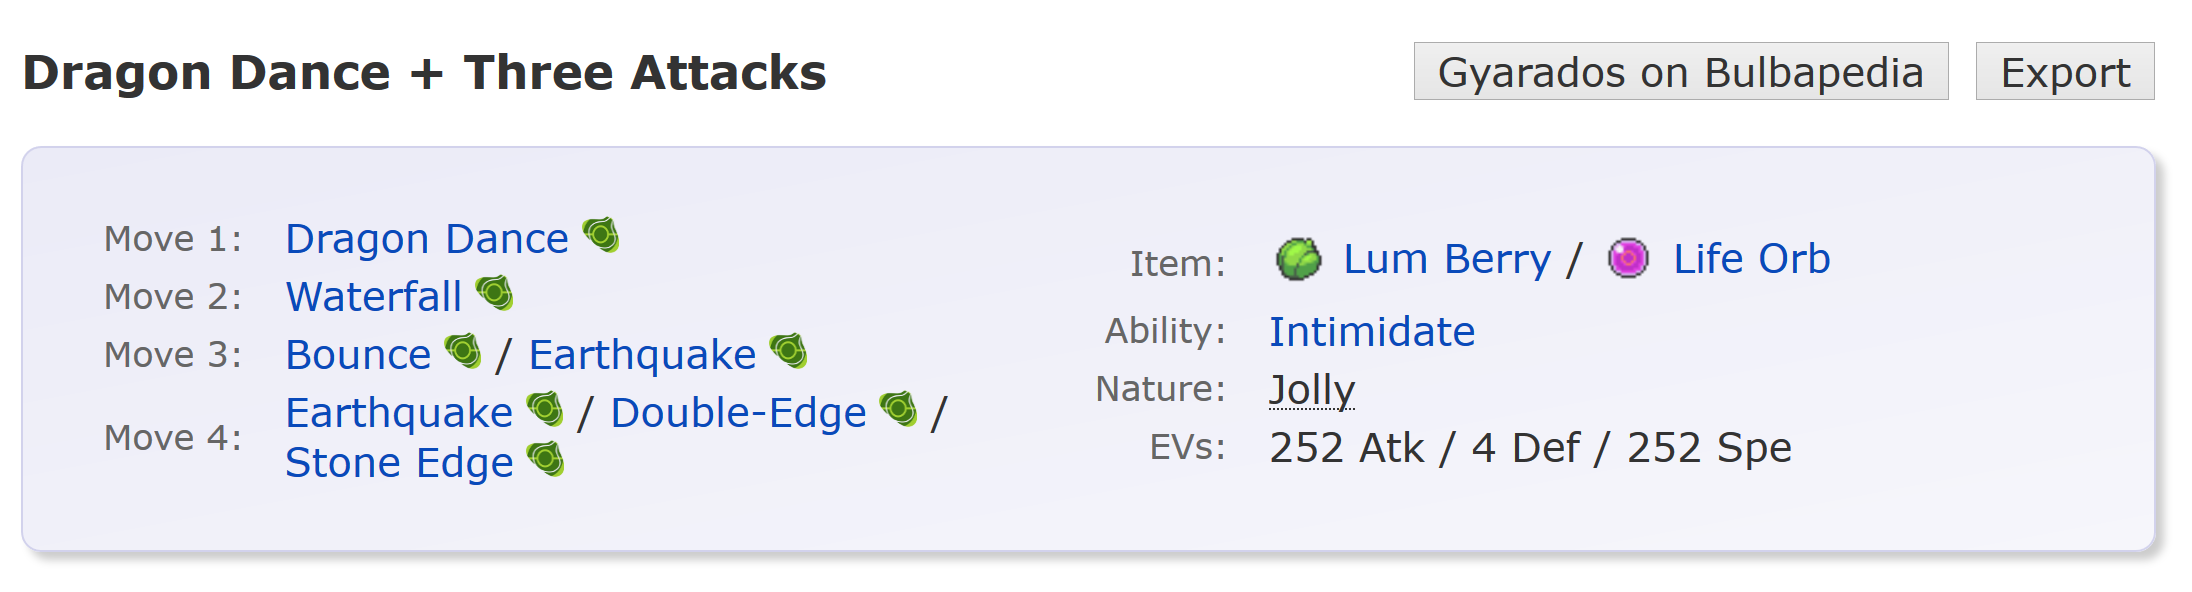 Dragon Dance + Three Attacks
Gyarados on Bulbapedia
Export
Move 1: Dragon Dance
Move 2: Waterfall
Move 3: Bounce / Earthquake
Move 4: Earthquake / Double-Edge /
Stone Edge
Item: Lum Berry / Life Orb
Ability: Intimidate
Nature: Jolly
EVs: 252 Atk / 4 Def / 252 Spe